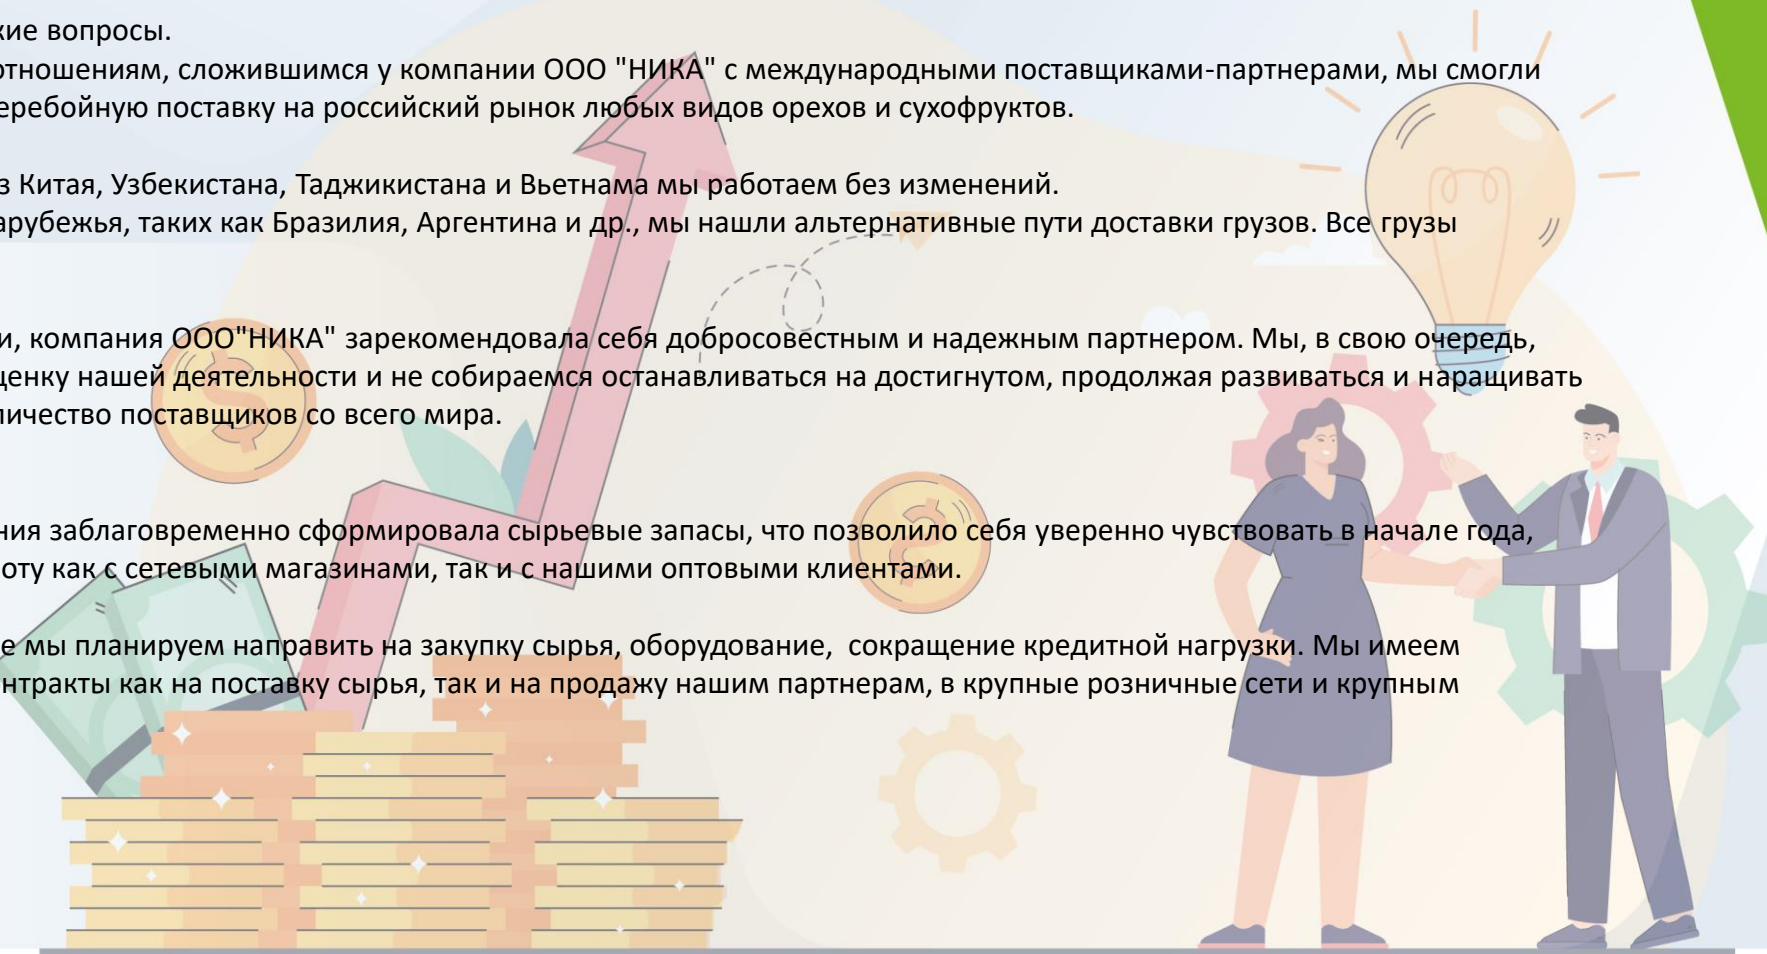 кие вопросы.
отношениям, сложившимся у компании ООО "НИКА" с международными поставщиками-партнерами, мы смогли
еребойную поставку на российский рынок любых видов орехов и сухофруктов.
з Китая, Узбекистана, Таджикистана и Вьетнама мы работаем без изменений.
арубежья, таких как Бразилия, Аргентина и др., мы нашли альтернативные пути доставки грузов. Все грузы
и, компания ООО"НИКА" зарекомендовала себя добросовестным и надежным партнером. Мы, в свою очередь,
ценку нашей деятельности и не собираемся останавливаться на достигнутом, продолжая развиваться и наращивать
личество поставщиков со всего мира.
ния заблаговременно сформировала сырьевые запасы, что позволило себя уверенно чувствовать в начале года,
оту как с сетевыми магазинами, так и с нашими оптовыми клиентами.
е мы планируем направить на закупку сырья, оборудование, сокращение кредитной нагрузки. Мы имеем
нтракты как на поставку сырья, так и на продажу нашим партнерам, в крупные розничные сети и крупным